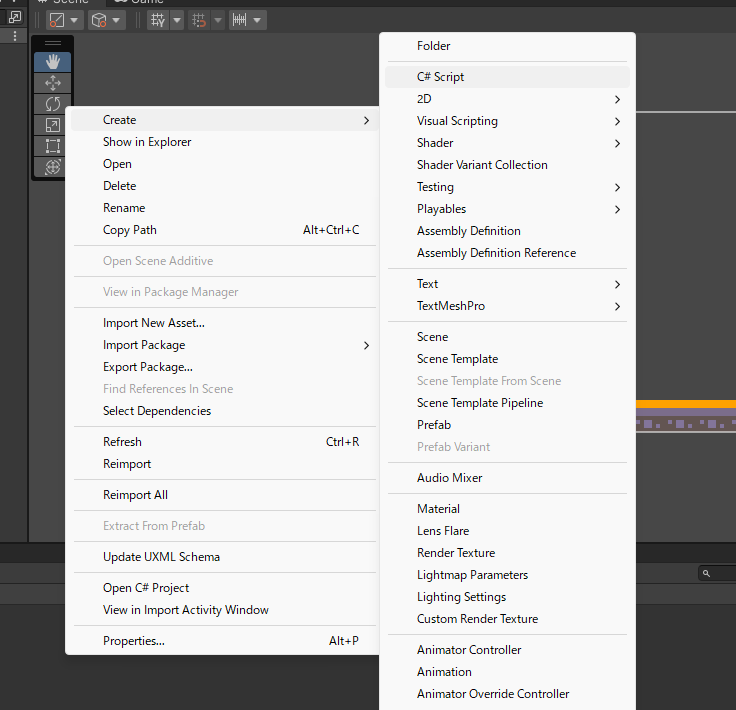 Scene
Game
Create
Show in Explorer
Open
Delete
Rename
Copy Path Alt+Ctrl+C
Open Scene Additive
View in Package Manager
Import New Asset...
Import Package
Export Package...
Find References In Scene
Select Dependencies
Refresh Ctrl+R
Reimport
Reimport All
Extract From Prefab
Update UXML Schema
Open C# Project
View in Import Activity Window
Properties... Alt+P
Folder
C# Script
2D
Visual Scripting
Shader
Shader Variant Collection
Testing
Playables
Assembly Definition
Assembly Definition Reference
Text
TextMeshPro
Scene
Scene Template
Scene Template From Scene
Scene Template Pipeline
Prefab
Prefab Variant
Audio Mixer
Material
Lens Flare
Render Texture
Lightmap Parameters
Lighting Settings
Custom Render Texture
Animator Controller
Animation
Animator Override Controller